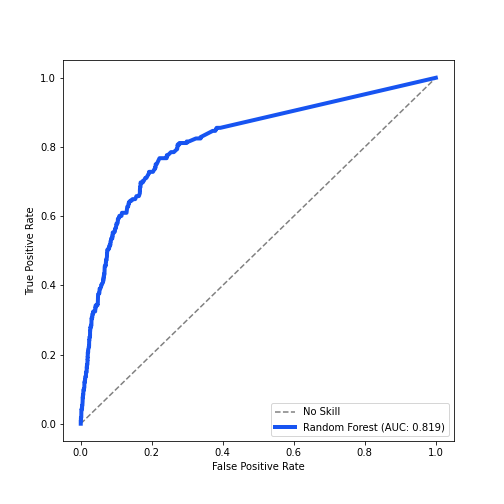 1.0
0.8
0.6
0.4
0.2
0.0
True Positive Rate
0.0 0.2 0.4 0.6 0.8 1.0
False Positive Rate
No Skill
Random Forest (AUC: 0.819)